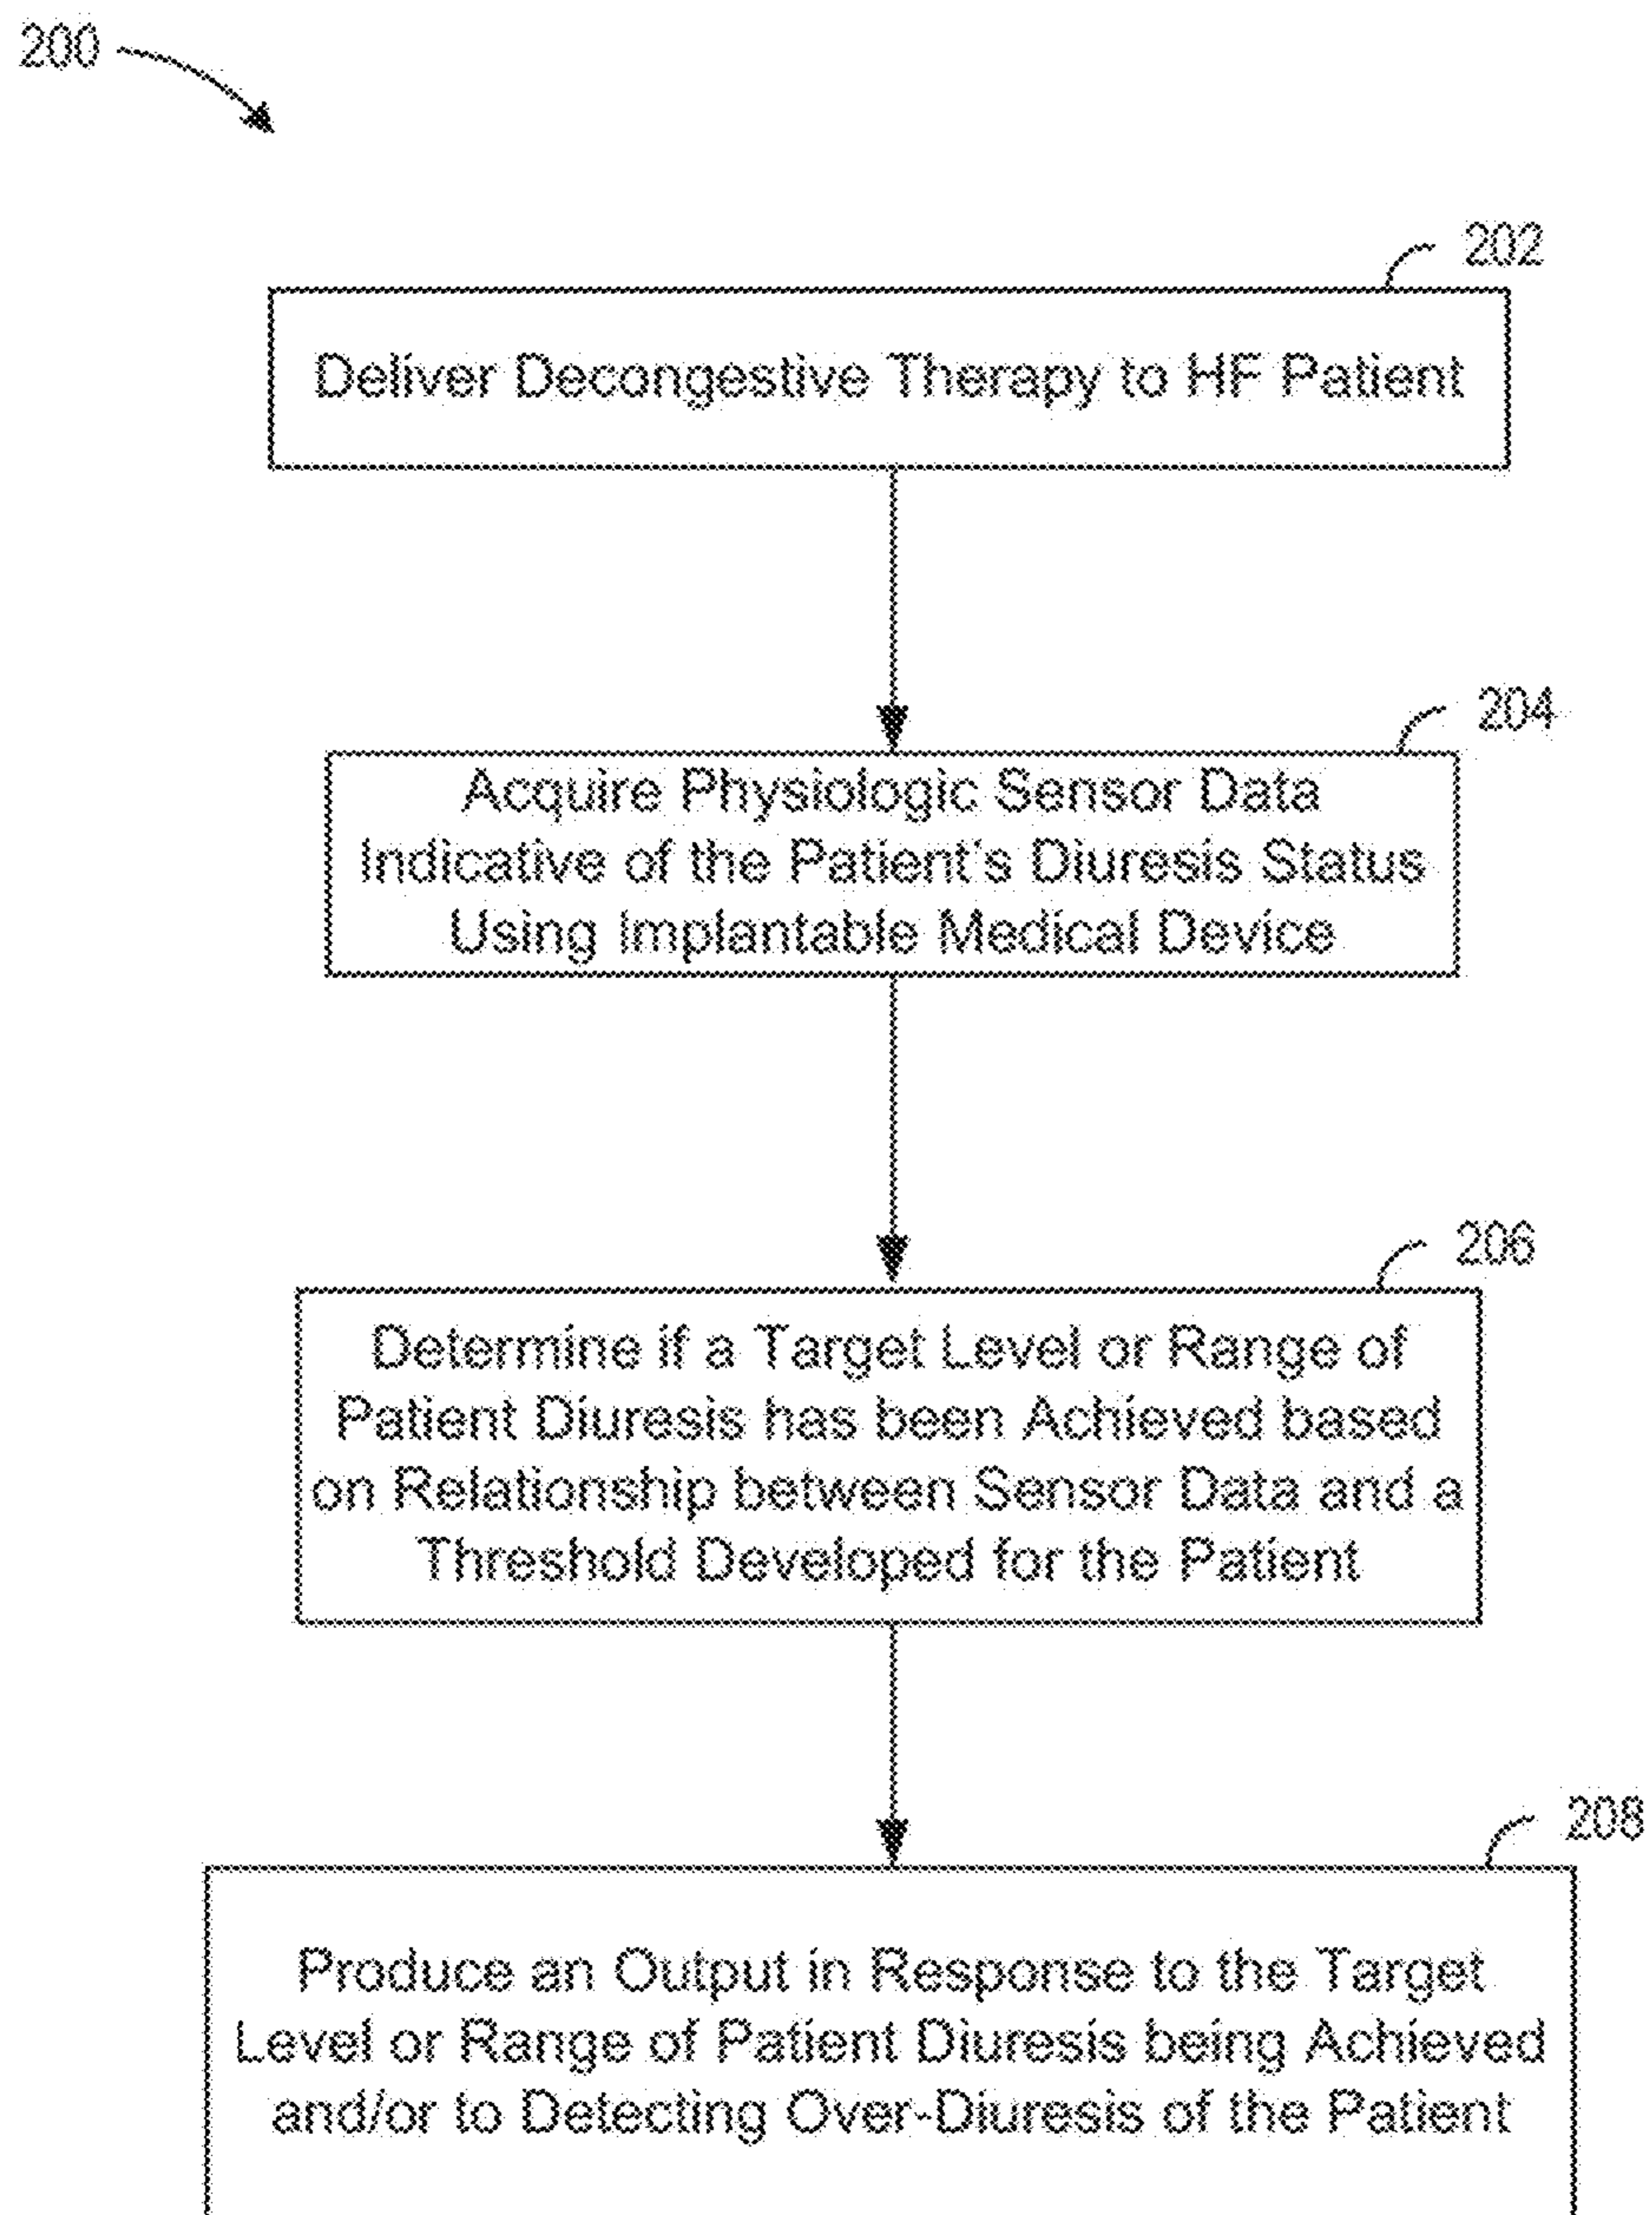 200
202
Deliver Decongestive Therapy to HF Patient
204
Acquire Physiologic Sensor Data
Indicative of the Patient's Diuresis Status
Using Implantable Medical Device
206
Determine if a Target Level or Range of
Patient Diuresis has been Achieved based
on Relationship between Sensor Data and a
Threshold Developed for the Patient
208
Produce an Output in Response to the Target
Level or Range of Patient Diuresis being Achieved
and/or to Detecting Over-Diuresis of the Patient